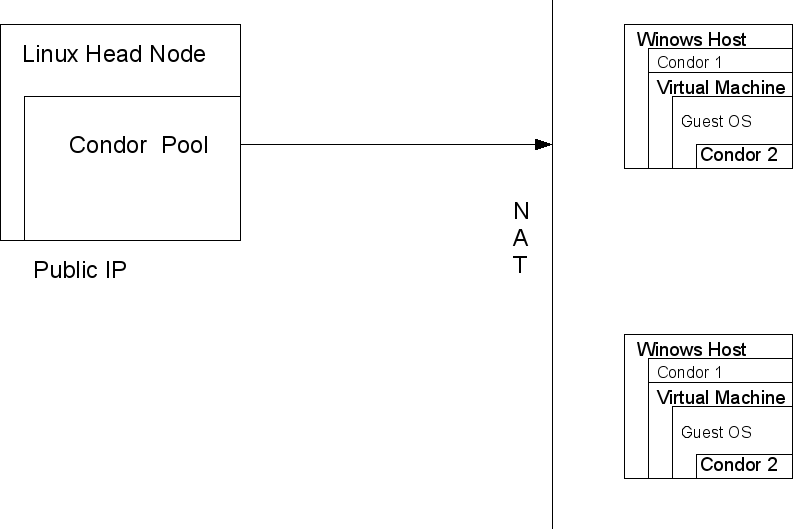 Linux Head Node
Condor Pool
Public IP
N
A
T
Winows Host
Condor 1
Virtual Machine
Guest OS
Condor 2
Winows Host
Condor 1
Virtual Machine
Guest OS
Condor 2